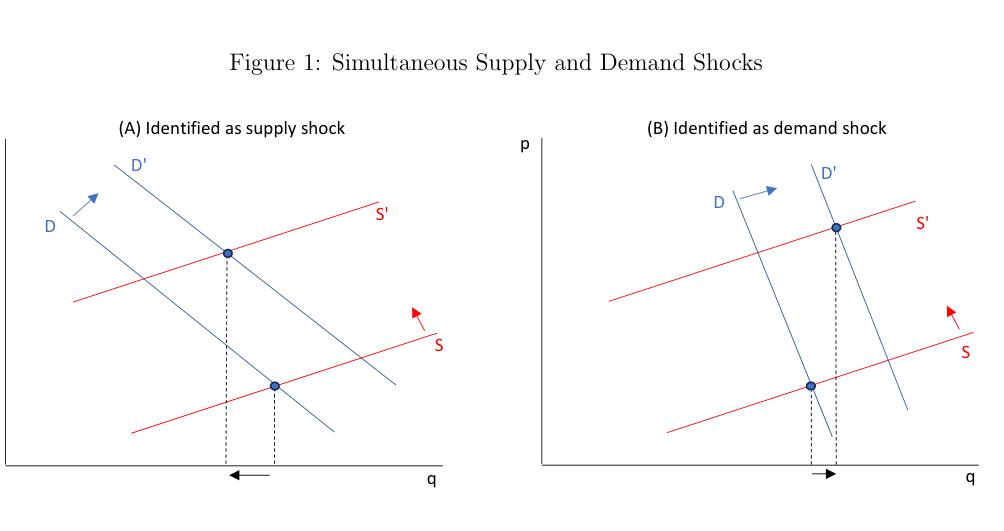 Figure 1: Simultaneous Supply and Demand Shocks
(A) Identified as supply shock
D'
D
S'
S
q
(B) Identified as demand shock
p
D'
D
S'
S
q